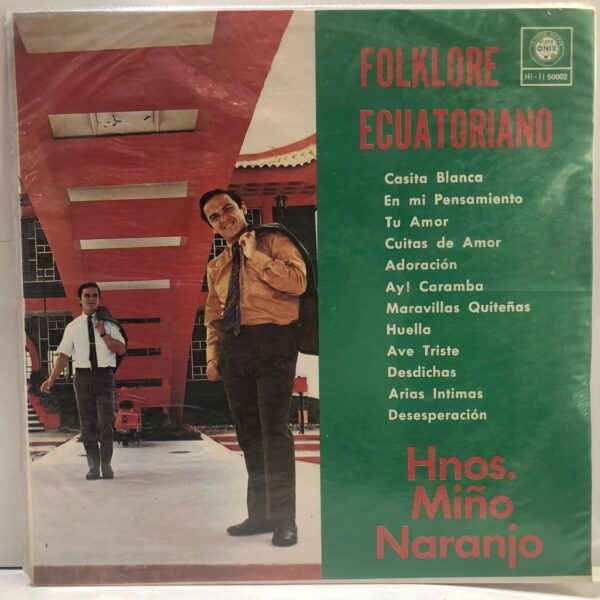 FOLKLORE
ECUATORIANO
ONIX
HI-FI 50002
Casita Blanca
En mi Pensamiento
Tu Amor
Cuitas de Amor
Adoración
Ay! Caramba
Maravillas Quiteñas
Huella
Ave Triste
Desdichas
Arias Intimas
Desesperación
Hnos.
Miño
Naranjo